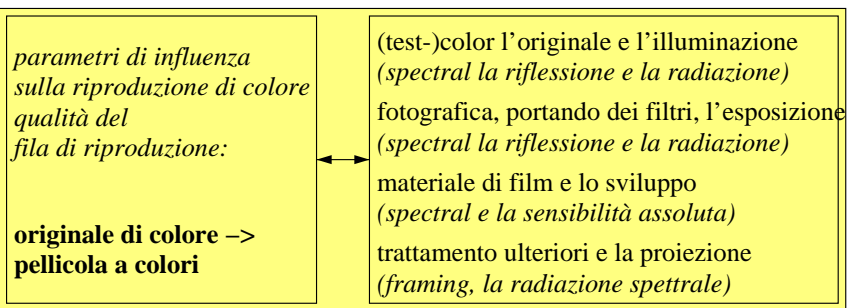 parametri di influenza
sulla riproduzione di colore
qualità del
fila di riproduzione:
originale di colore –>
pellicola a colori
(test-)color l'originale e l'illuminazione
(spectral la riflessione e la radiazione)
fotografica, portando dei filtri, l'esposizione
(spectral la riflessione e la radiazione)
materiale di film e lo sviluppo
(spectral e la sensibilità assoluta)
trattamento ulteriori e la proiezione
(framing, la radiazione spettrale)